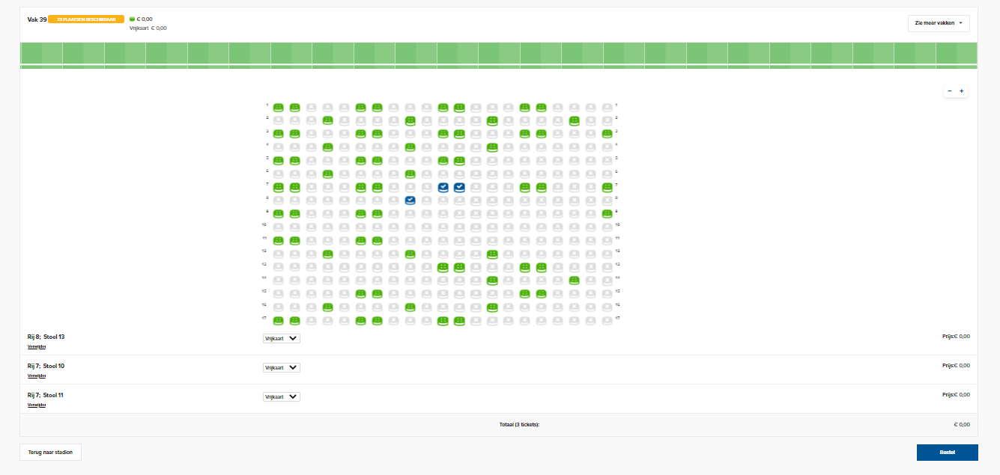 Vak 39 73 PLAATSEN BESCHIKBAAR € 0,00
Vrijkaart € 0,00
Zie meer vakken
− +
1 1
2 2
3 3
4 4
5 5
6 6
7 7
8 8
9 9
10 10
11 11
12 12
13 13
14 14
15 15
16 16
17 17
Rij 8; Stoel 13 Vrijkaart Prijs:€ 0,00
Verwijder
Rij 7; Stoel 10 Vrijkaart Prijs:€ 0,00
Verwijder
Rij 7; Stoel 11 Vrijkaart Prijs:€ 0,00
Verwijder
Totaal (3 tickets): € 0,00
Terug naar stadion Bestel